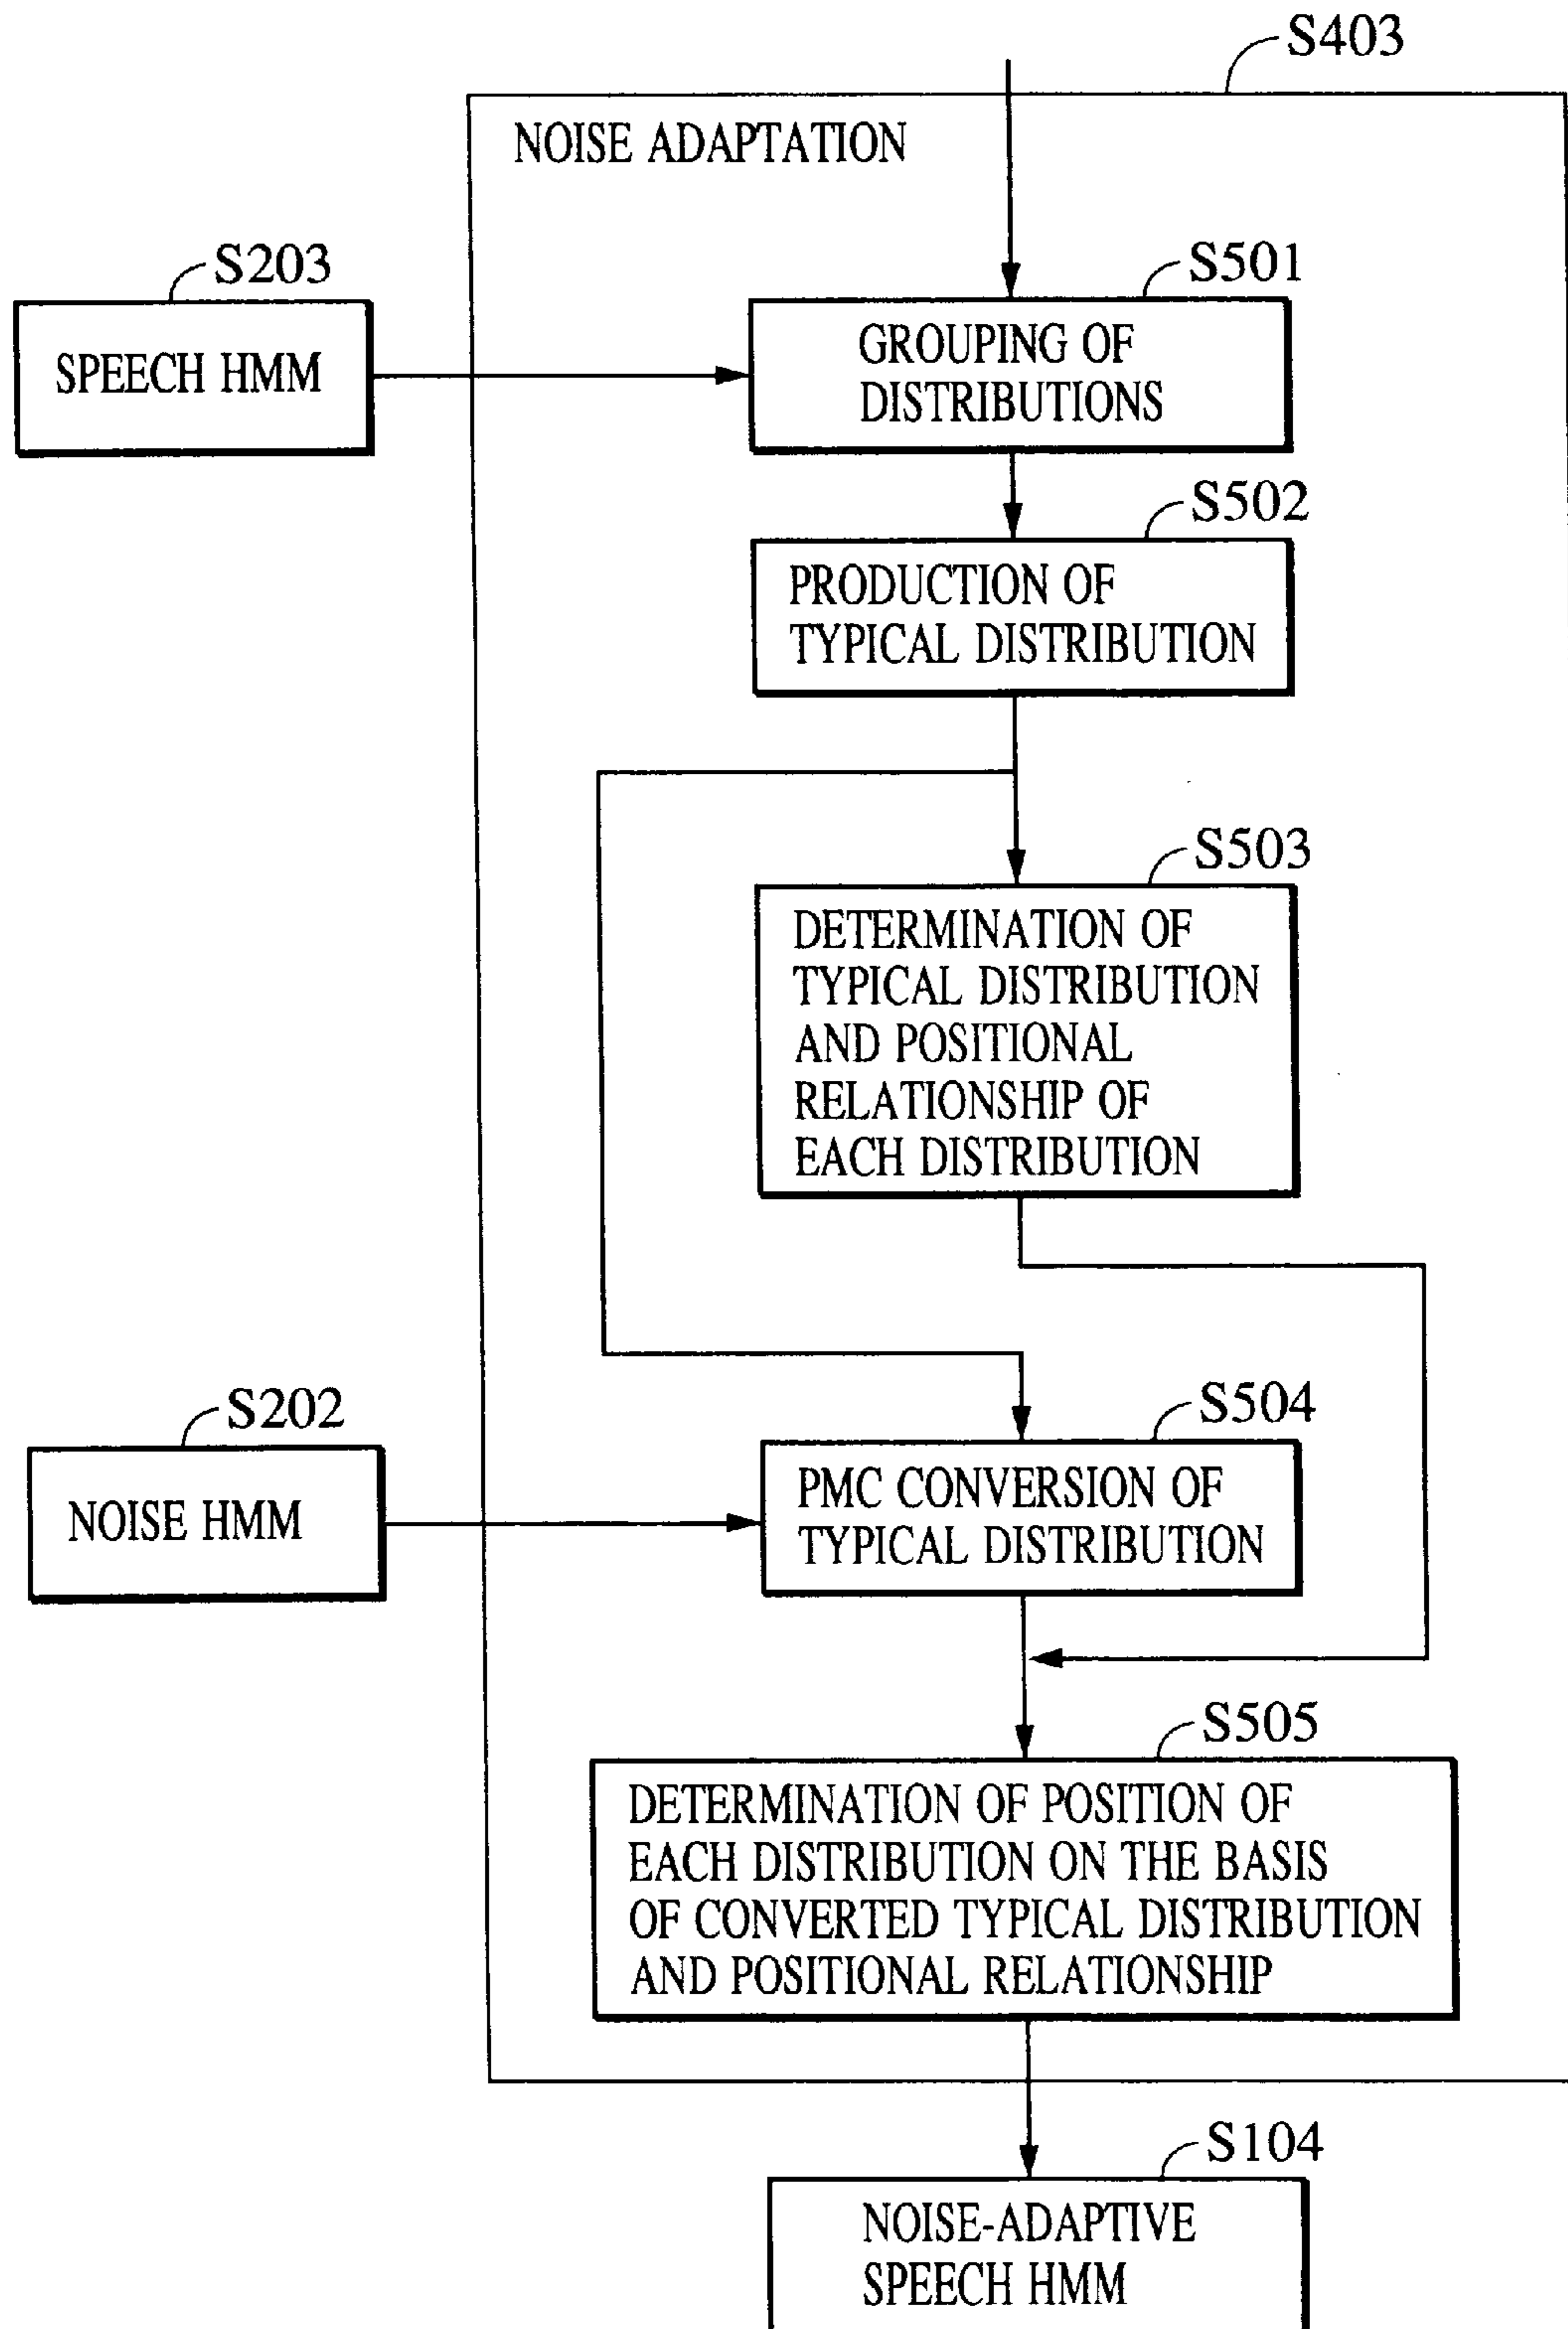 S403
NOISE ADAPTATION
S203
SPEECH HMM
S501
GROUPING OF
DISTRIBUTIONS
S502
PRODUCTION OF
TYPICAL DISTRIBUTION
S503
DETERMINATION OF
TYPICAL DISTRIBUTION
AND POSITIONAL
RELATIONSHIP OF
EACH DISTRIBUTION
S202
NOISE HMM
S504
PMC CONVERSION OF
TYPICAL DISTRIBUTION
S505
DETERMINATION OF POSITION OF
EACH DISTRIBUTION ON THE BASIS
OF CONVERTED TYPICAL DISTRIBUTION
AND POSITIONAL RELATIONSHIP
S104
NOISE-ADAPTIVE
SPEECH HMM